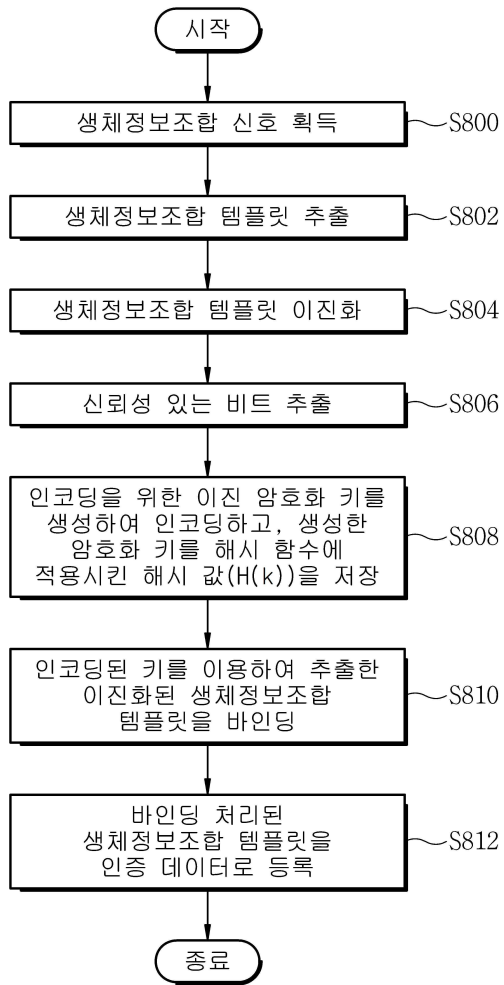 시작
생체정보조합 신호 획득
S800
생체정보조합 템플릿 추출
S802
생체정보조합 템플릿 이진화
S804
신뢰성 있는 비트 추출
S806
인코딩을 위한 이진 암호화 키를
생성하여 인코딩하고, 생성한
암호화 키를 해시 함수에
적용시킨 해시 값(H(k))을 저장
S808
인코딩된 키를 이용하여 추출한
이진화된 생체정보조합
템플릿을 바인딩
S810
바인딩 처리된
생체정보조합 템플릿을
인증 데이터로 등록
S812
종료